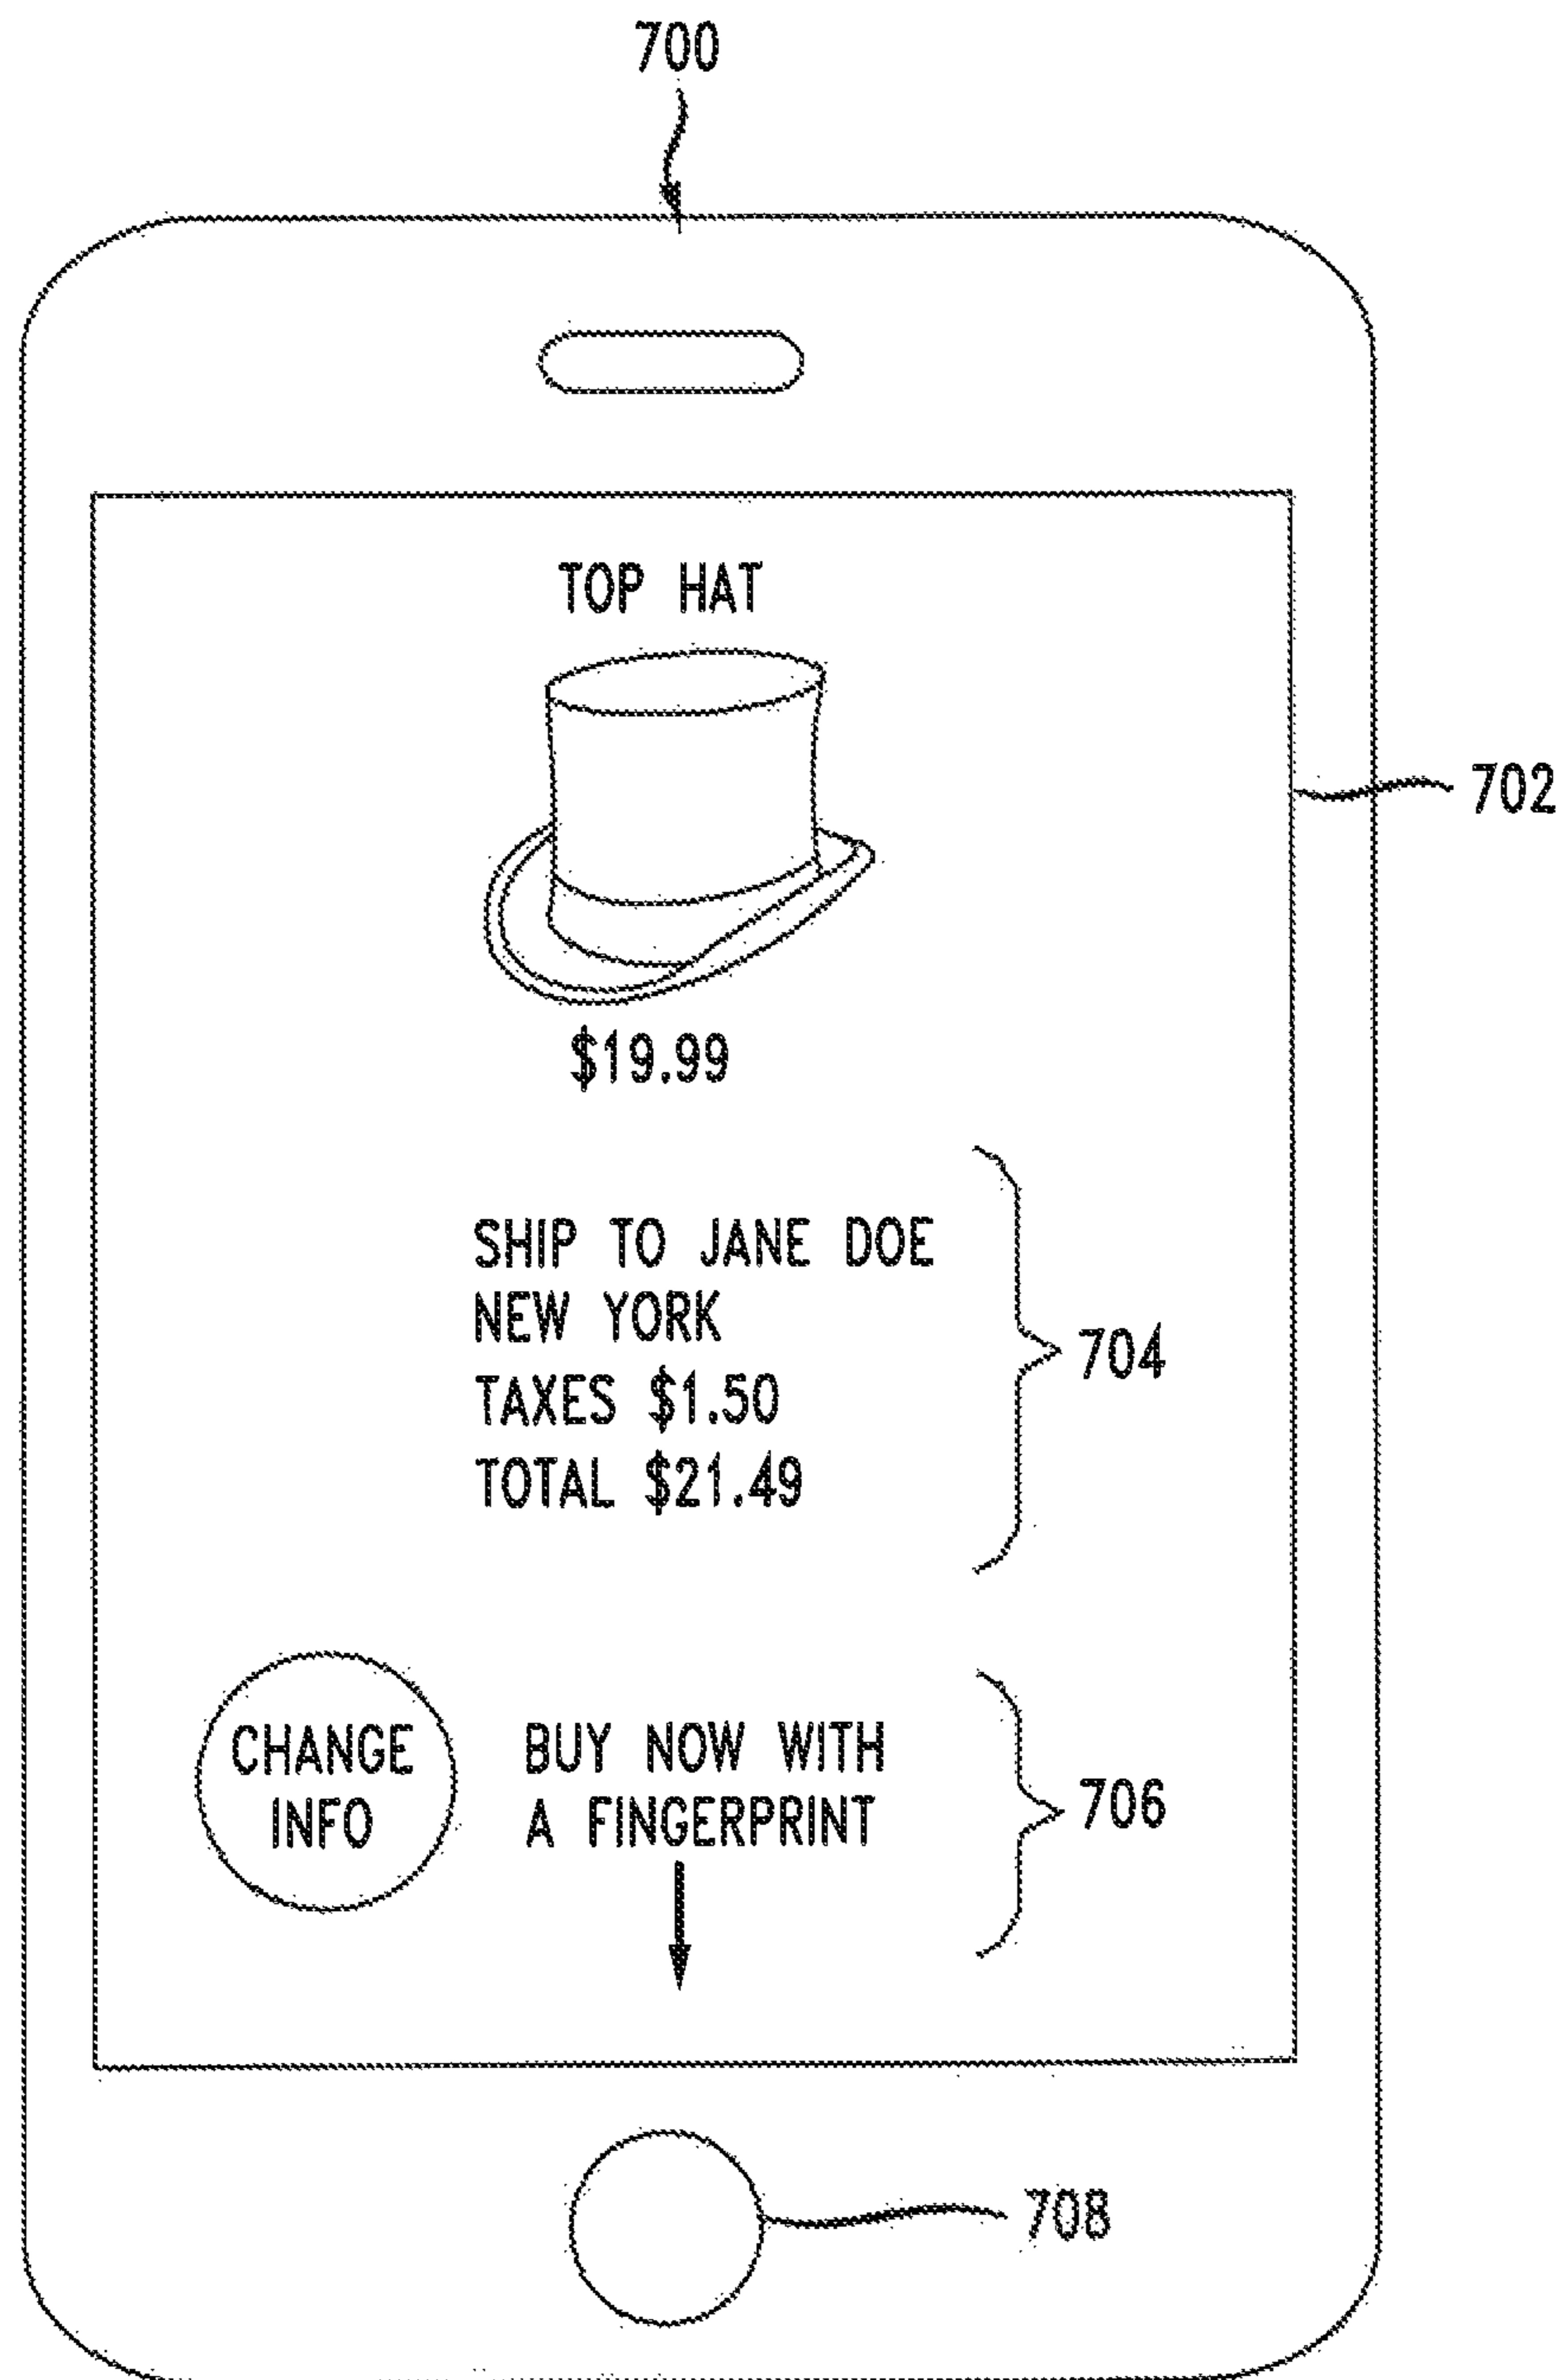 700
TOP HAT
702
$19.99
SHIP TO JANE DOE
NEW YORK
TAXES $1.50
TOTAL $21.49
704
CHANGE
INFO
BUY NOW WITH
A FINGERPRINT
706
708